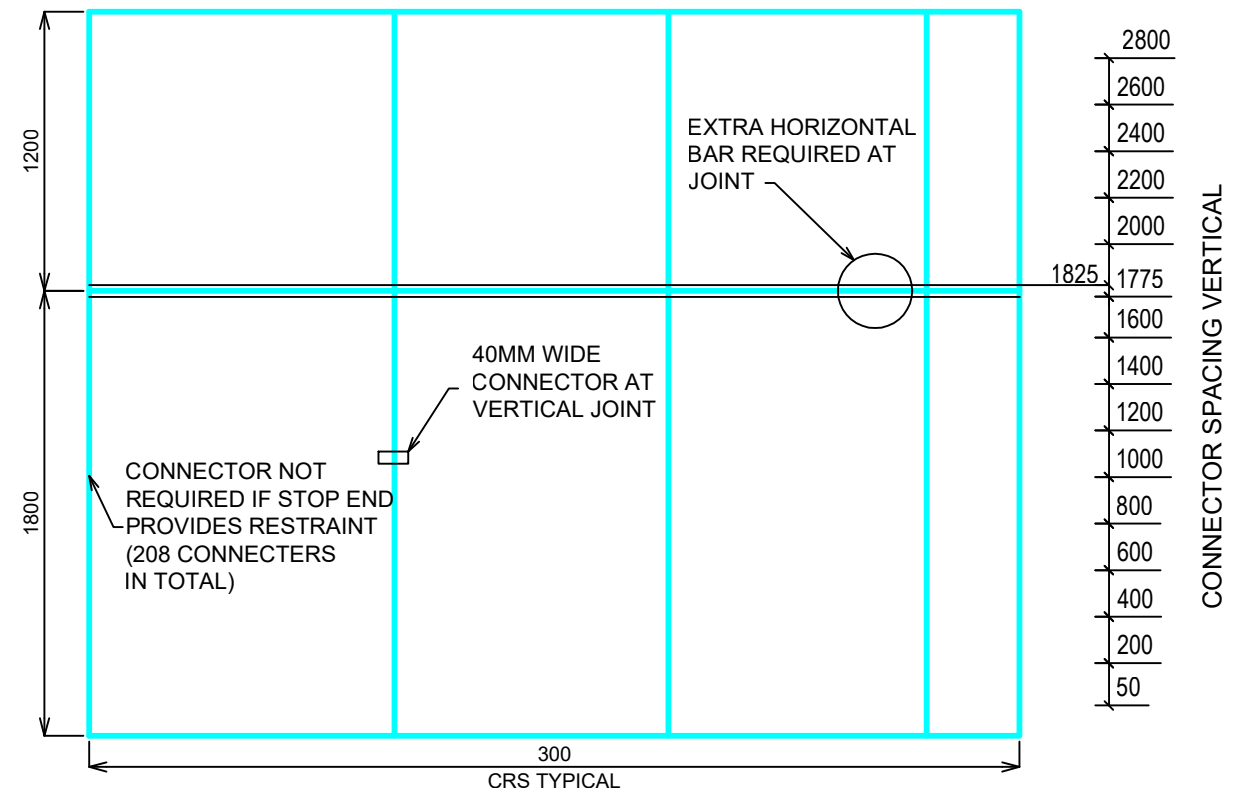 2800
2600
2400
2200
2000
1825
1775
1600
1400
1200
1000
800
600
400
200
50
CONNECTOR SPACING VERTICAL
1200
1800
EXTRA HORIZONTAL
BAR REQUIRED AT
JOINT
40MM WIDE
CONNECTOR AT
VERTICAL JOINT
CONNECTOR NOT
REQUIRED IF STOP END
PROVIDES RESTRAINT
(208 CONNECTERS
IN TOTAL)
300
CRS TYPICAL